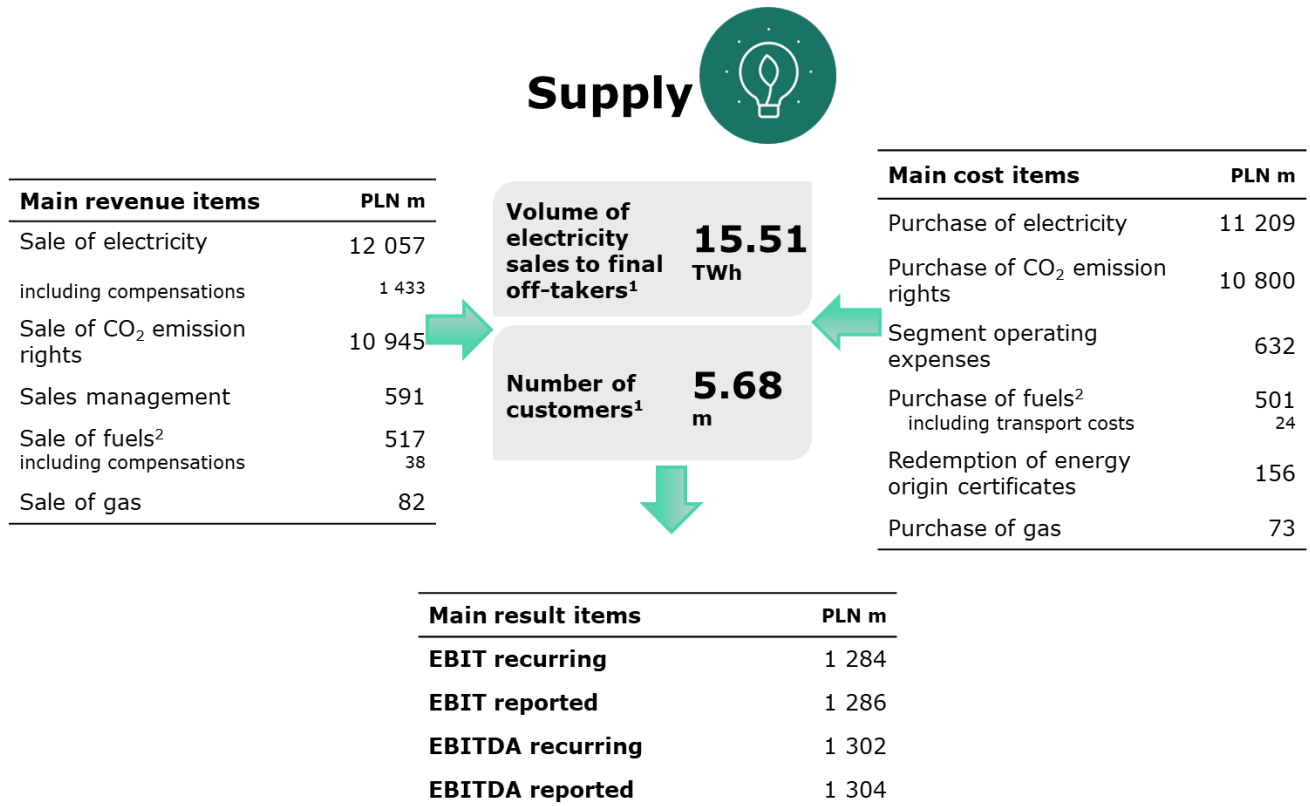 Supply
Main revenue items PLN m
Sale of electricity 12 057
including compensations 1 433
Sale of CO₂ emission
rights 10 945
Sales management 591
Sale of fuels² 517
including compensations 38
Sale of gas 82
Volume of
electricity
sales to final
off-takers¹
15.51
TWh
Number of
customers¹
5.68
m
Main cost items PLN m
Purchase of electricity 11 209
Purchase of CO₂ emission
rights 10 800
Segment operating
expenses 632
Purchase of fuels² 501
including transport costs 24
Redemption of energy
origin certificates 156
Purchase of gas 73
Main result items PLN m
EBIT recurring 1 284
EBIT reported 1 286
EBITDA recurring 1 302
EBITDA reported 1 304